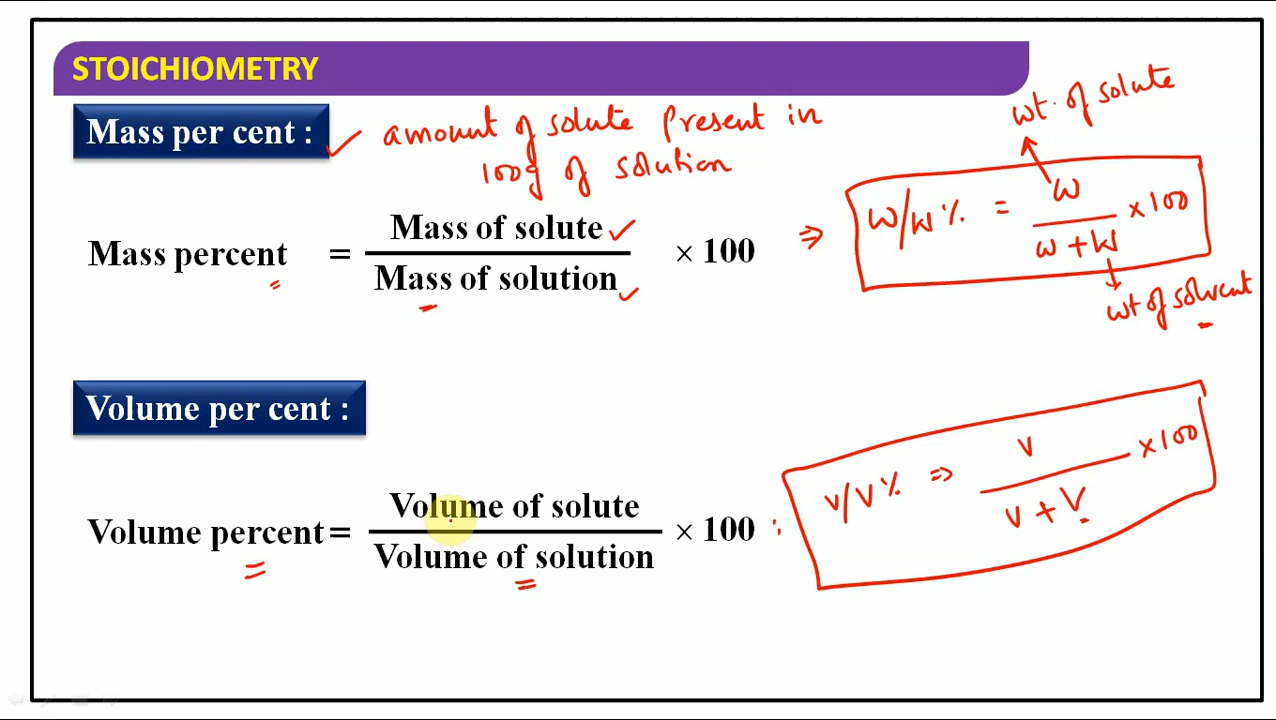 STOICHIOMETRY
Mass per cent :
amount of solute present in
100g of solution
wt. of solute
Mass percent = Mass of solute
Mass of solution
× 100
⇒ w/W % = w
w + W
× 100
wt of solvent
Volume per cent :
Volume percent = Volume of solute
Volume of solution
× 100 :
v/V % ⇒ v
v + V
× 100